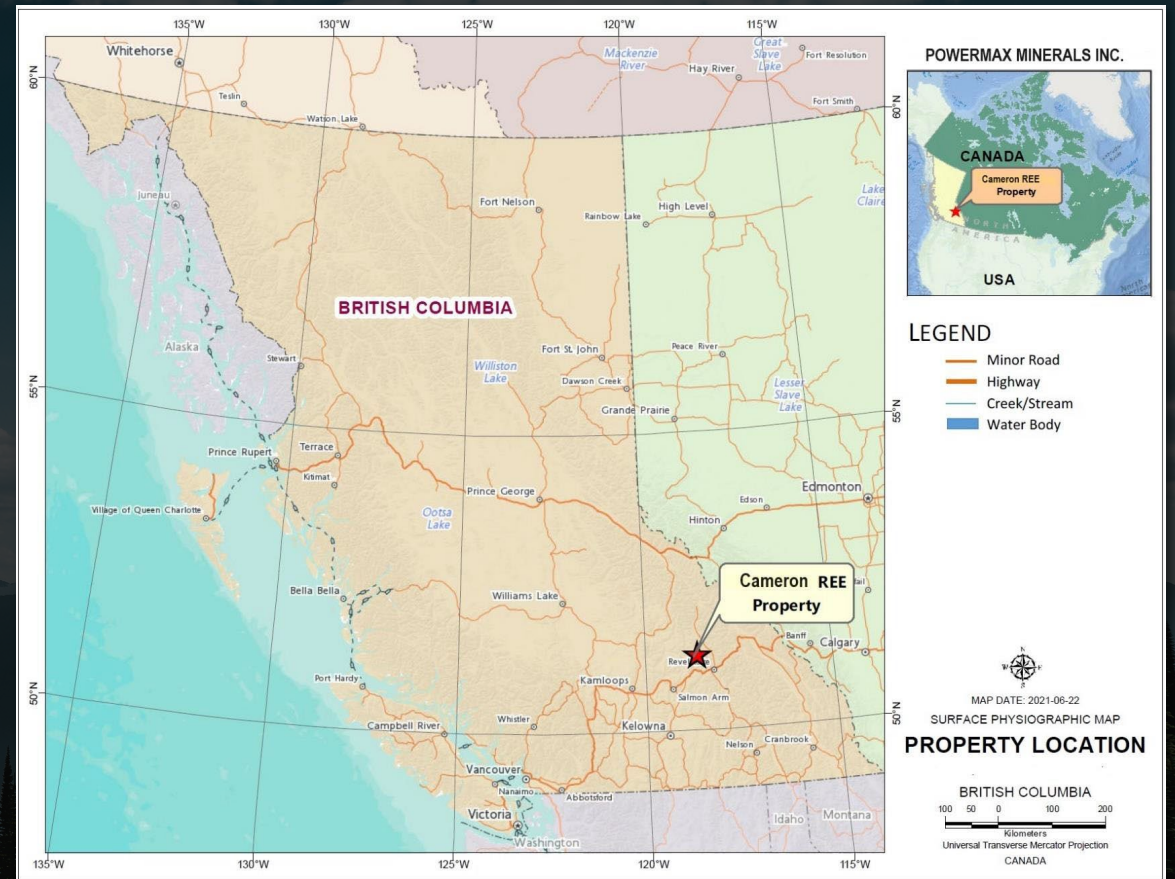 135°W
130°W
125°W
120°W
115°W
60°N
60°N
55°N
55°N
50°N
50°N
Whitehorse
Teslin
Watson Lake
Mackenzie
River
Great
Slave
Lake
Hay River
Fort Resolution
Fort Smith
Juneau
Fort Nelson
Rainbow Lake
High Level
Lake
Claire
BRITISH COLUMBIA
Alaska
Stewart
Williston
Lake
Fort St. John
Dawson Creek
Peace River
Lesser
Slave
Lake
Grande Prairie
Prince Rupert
Terrace
Kitimat
Prince George
Edmonton
Edson
Hinton
Village of Queen Charlotte
Ootsa
Lake
Cameron REE
Property
Bella Bella
Williams Lake
Banff
Calgary
Port Hardy
Kamloops
Salmon Arm
Campbell River
Whistler
Kelowna
Nelson
Cranbrook
Vancouver
Nanaimo
Abbotsford
Victoria
Washington
Idaho
Montana
135°W
130°W
125°W
120°W
115°W
POWERMAX MINERALS INC.
CANADA
Cameron REE
Property
NORTH
AMERICA
USA
LEGEND
Minor Road
Highway
Creek/Stream
Water Body
N
W
E
S
MAP DATE: 2021-06-22
SURFACE PHYSIOGRAPHIC MAP
PROPERTY LOCATION
BRITISH COLUMBIA
100 50 0 100 200
Kilometers
Universal Transverse Mercator Projection
CANADA